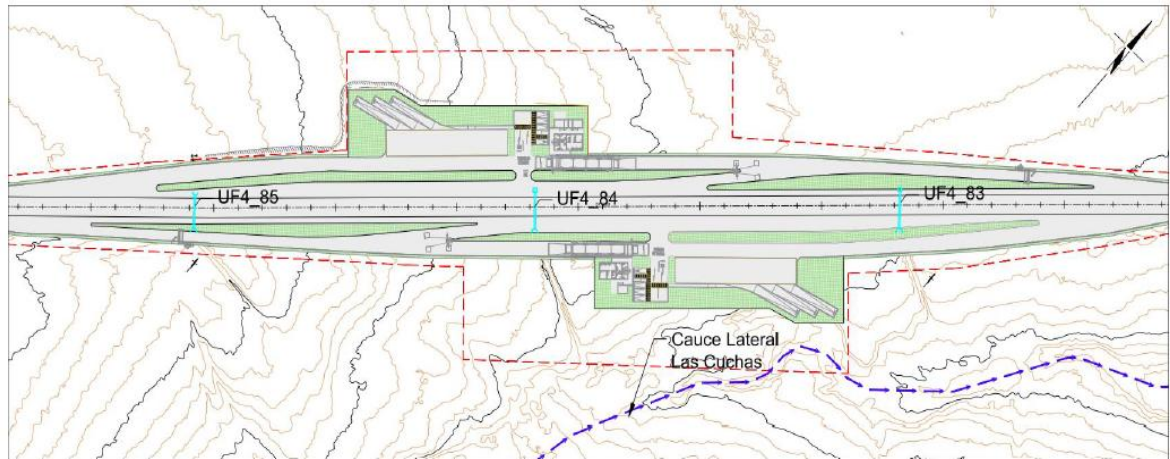 UF4_85
UF4_84
UF4_83
Cauce Lateral
Las Cuchas